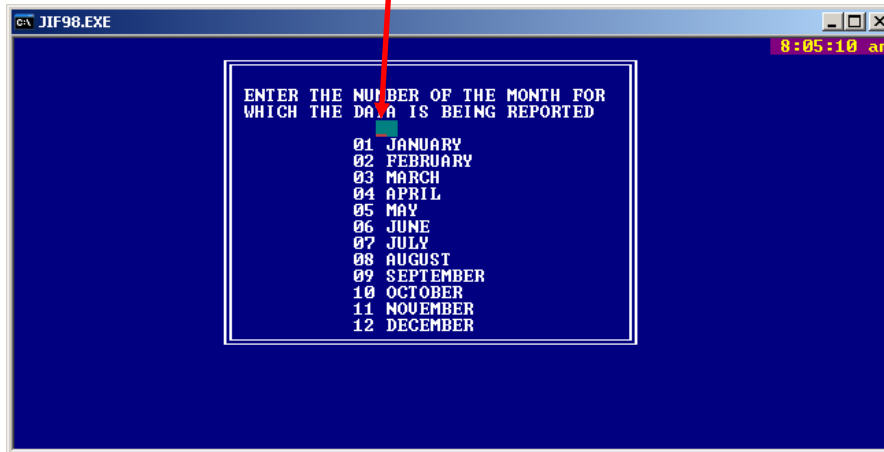 JIF98.EXE
8:05:10 am
ENTER THE NUMBER OF THE MONTH FOR
WHICH THE DATA IS BEING REPORTED
01 JANUARY
02 FEBRUARY
03 MARCH
04 APRIL
05 MAY
06 JUNE
07 JULY
08 AUGUST
09 SEPTEMBER
10 OCTOBER
11 NOVEMBER
12 DECEMBER